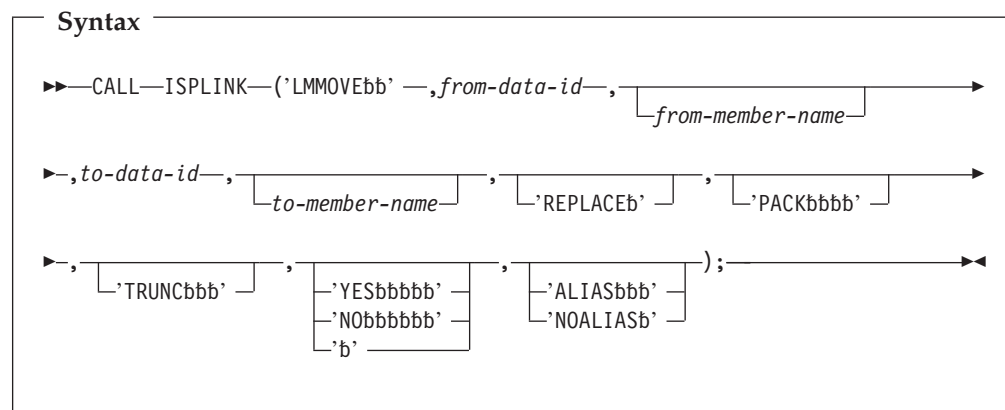 Syntax
►►—CALL—ISPLINK—('LMMOVEƀƀ' —,from-data-id—,
from-member-name
►
►—,to-data-id—,
to-member-name
,
'REPLACEƀ'
,
'PACKƀƀƀƀ'
►
►—,
'TRUNCƀƀƀ'
,
'YESƀƀƀƀƀ'
'NOƀƀƀƀƀƀ'
'ƀ'
,
'ALIASƀƀƀ'
'NOALIASƀ'
);
►◄